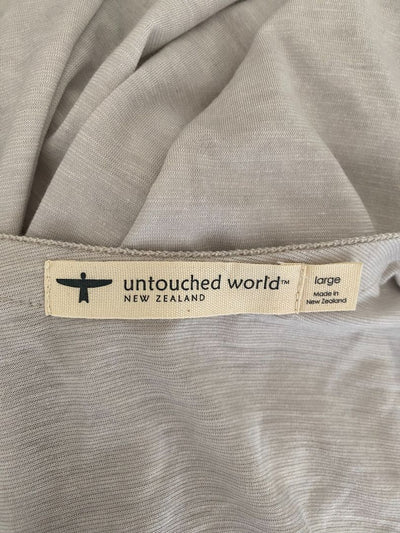 untouched world™
NEW ZEALAND
large
Made in
New Zealand